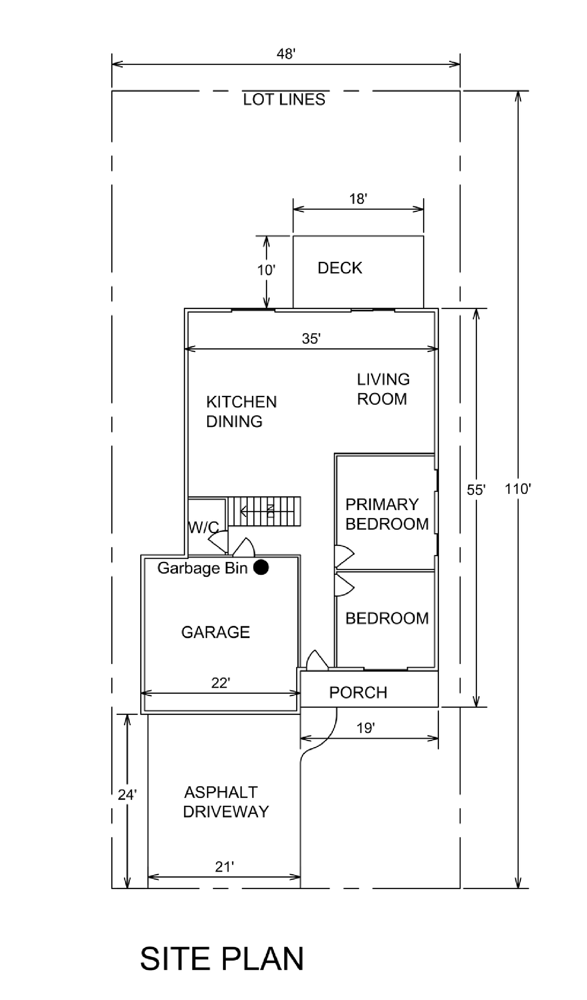 48'
LOT LINES
18'
10'
DECK
35'
LIVING
ROOM
KITCHEN
DINING
55'
110'
PRIMARY
BEDROOM
DN
W/C
Garbage Bin
BEDROOM
GARAGE
22'
PORCH
19'
24'
ASPHALT
DRIVEWAY
21'
SITE PLAN